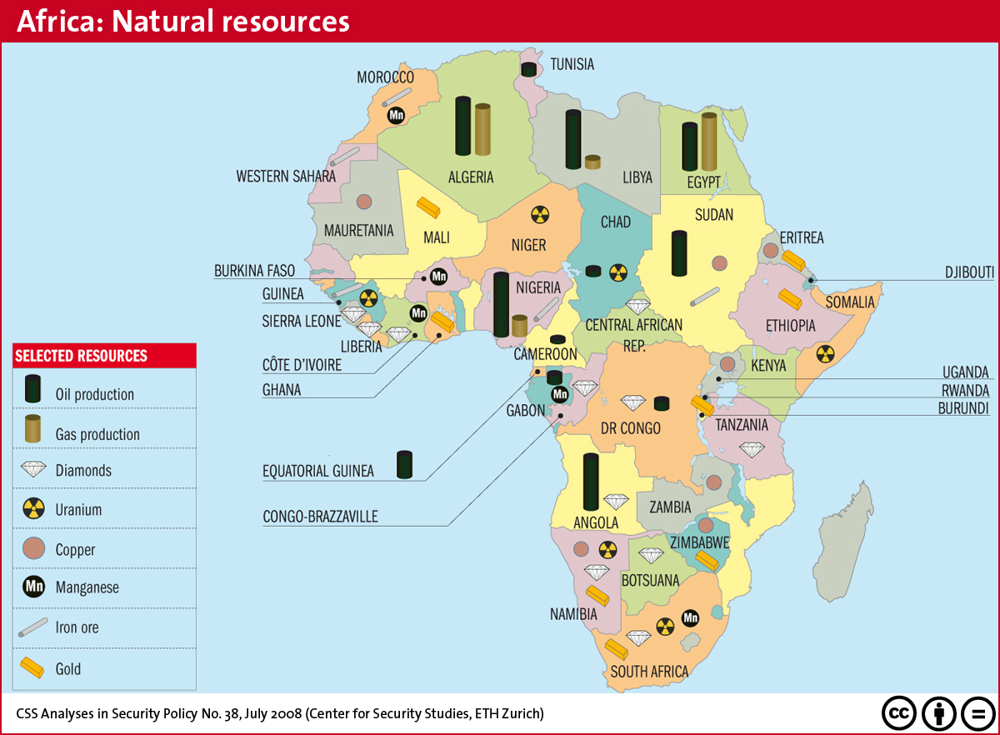 Africa: Natural resources
TUNISIA
MOROCCO
Mn
WESTERN SAHARA
ALGERIA
LIBYA
EGYPT
MAURETANIA
MALI
NIGER
CHAD
SUDAN
ERITREA
BURKINA FASO
Mn
DJIBOUTI
GUINEA
NIGERIA
SOMALIA
SIERRA LEONE
Mn
CENTRAL AFRICAN
REP.
ETHIOPIA
LIBERIA
CAMEROON
CÔTE D'IVOIRE
KENYA
UGANDA
GHANA
Mn
RWANDA
GABON
BURUNDI
DR CONGO
TANZANIA
EQUATORIAL GUINEA
CONGO-BRAZZAVILLE
ANGOLA
ZAMBIA
ZIMBABWE
BOTSUANA
NAMIBIA
Mn
SOUTH AFRICA
SELECTED RESOURCES
Oil production
Gas production
Diamonds
Uranium
Copper
Mn Manganese
Iron ore
Gold
CSS Analyses in Security Policy No. 38, July 2008 (Center for Security Studies, ETH Zurich)
cc
=